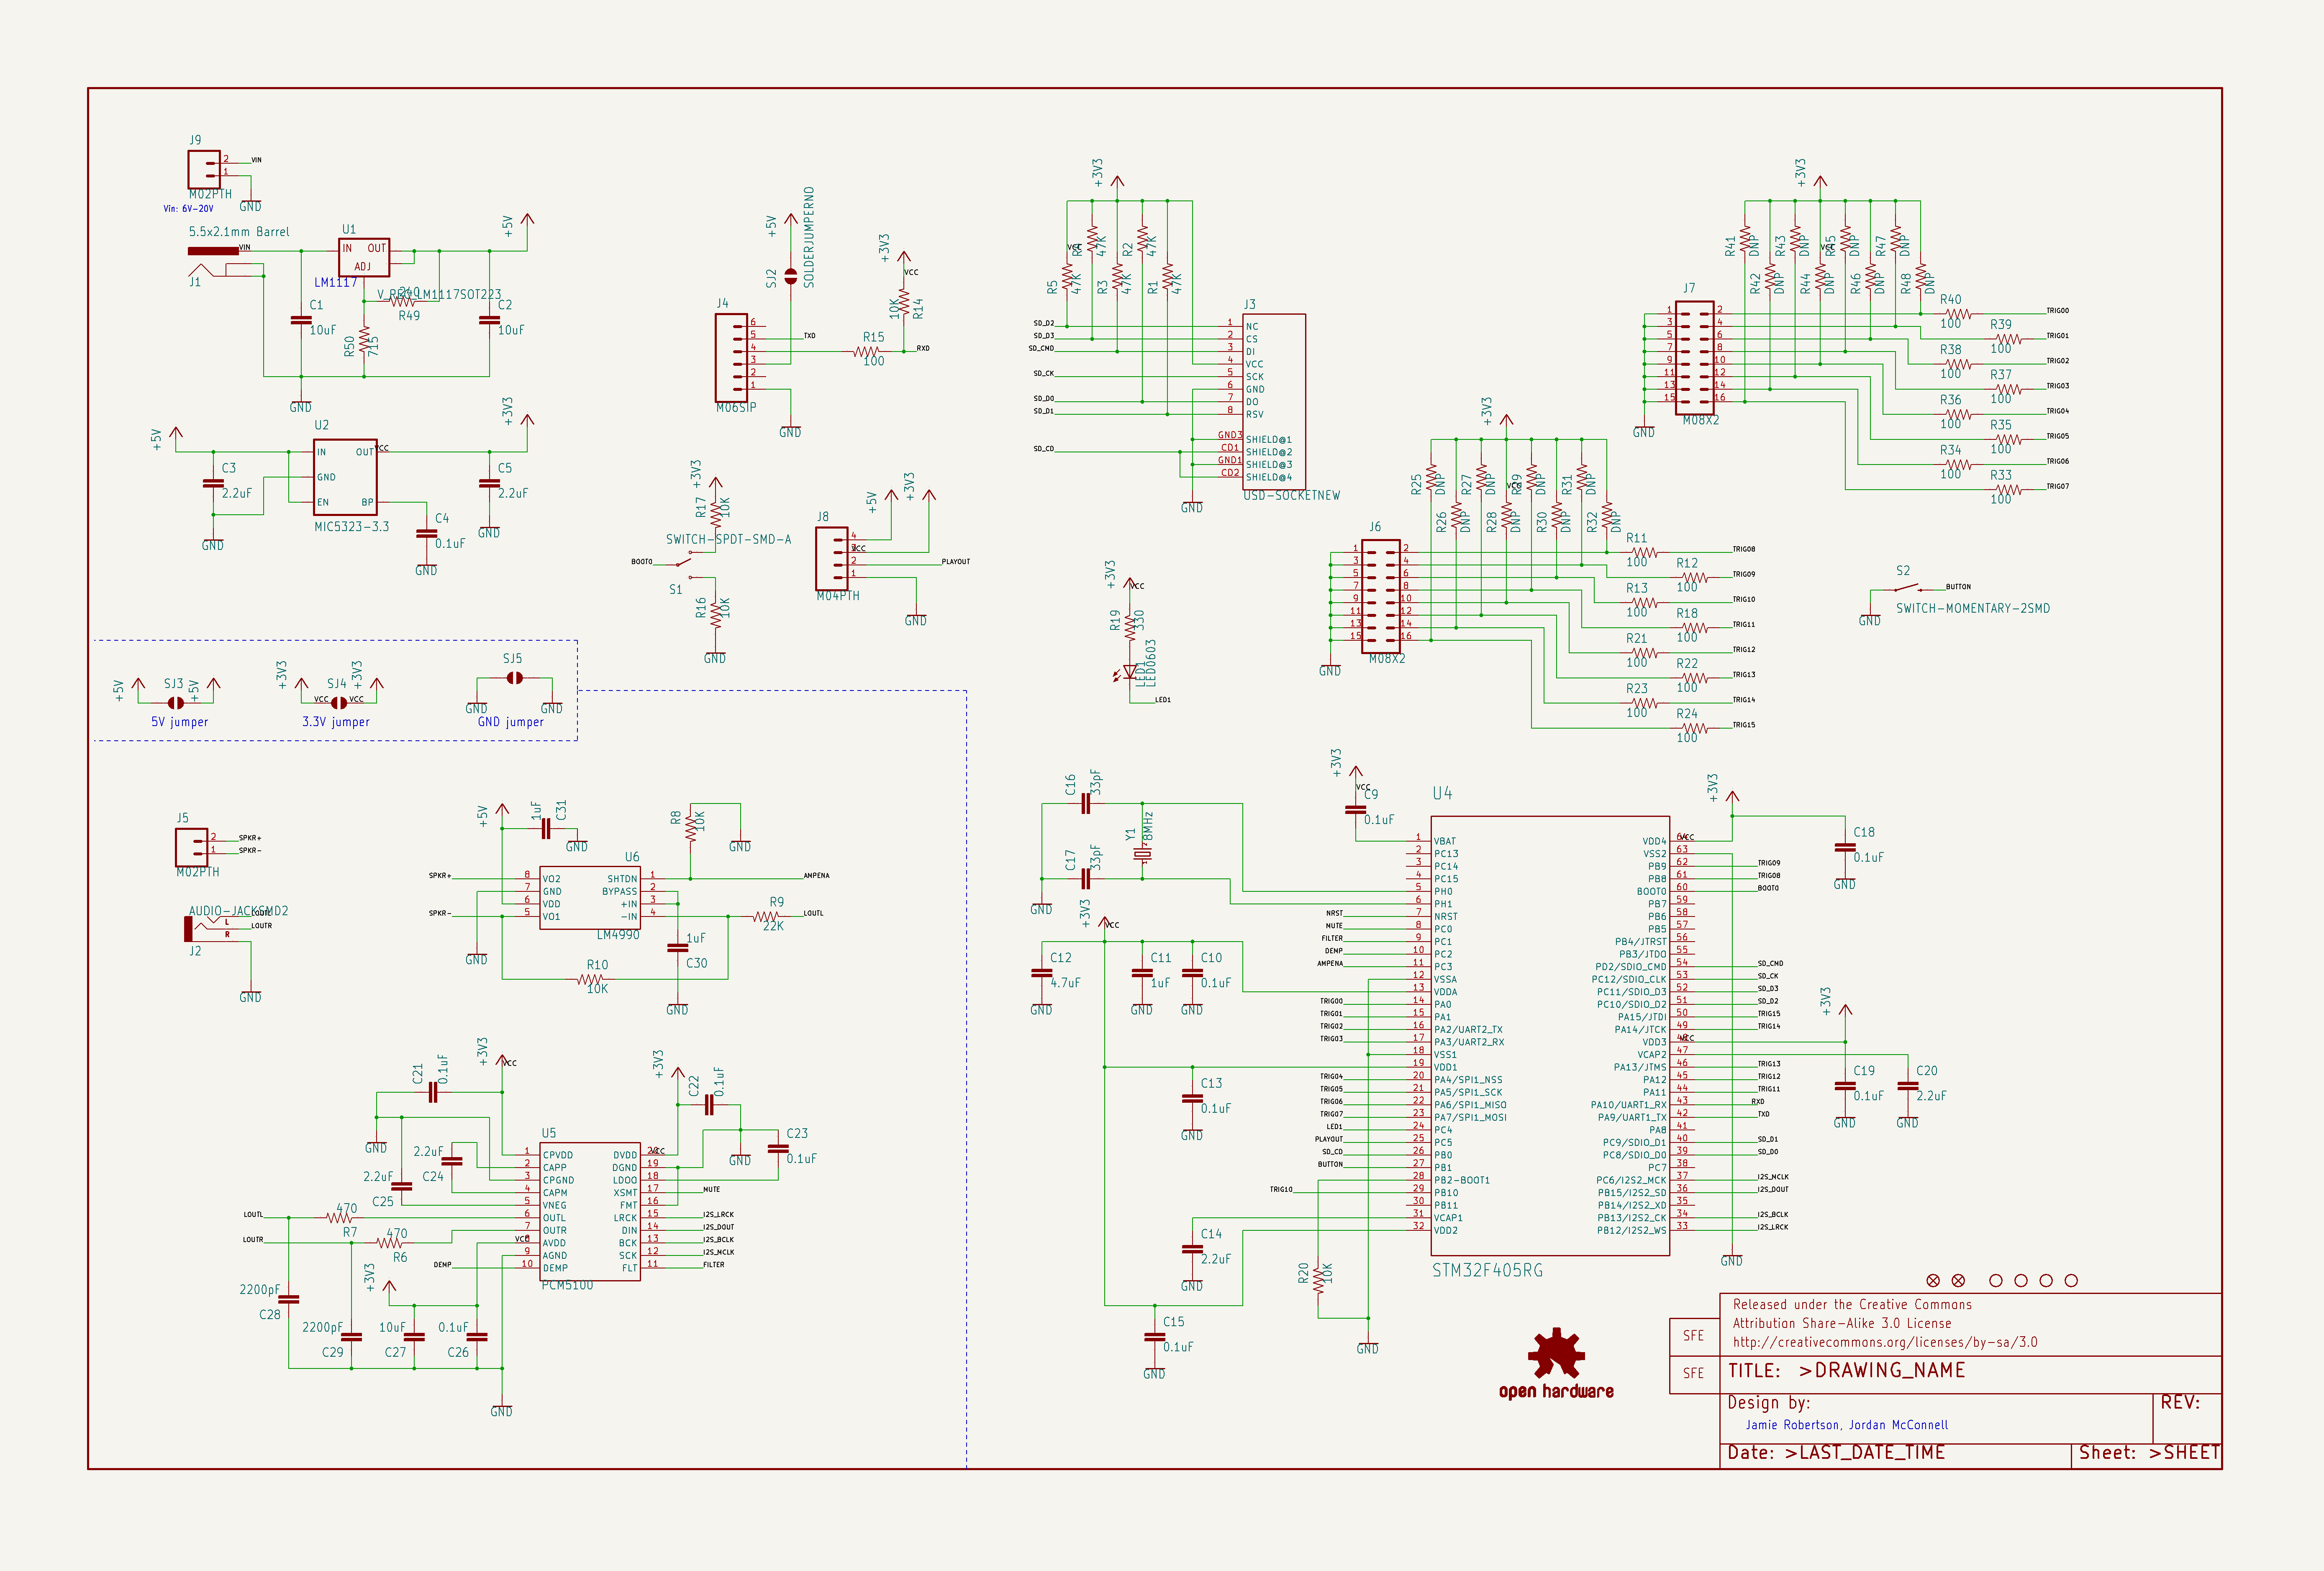 J9
2
VIN
1
M02PTH
GND
Vin: 6V-20V
5.5x2.1mm Barrel
VIN
J1
U1
IN OUT
ADJ
LM1117
V_REG_LM1117SOT223
240
R49
R50
715
C1
10uF
C2
10uF
+5V
GND
+5V
U2
IN OUT
GND
EN BP
VCC
MIC5323-3.3
C3
2.2uF
GND
C4
0.1uF
GND
C5
2.2uF
GND
+3V3
+5V
SJ2
SOLDERJUMPERNO
J4
6
5
4
3
2
1
M06SIP
TXD
GND
R15
100
+3V3
VCC
10K
R14
RXD
+3V3
R17
10K
SWITCH-SPDT-SMD-A
BOOT0
S1
R16
10K
GND
J8
4
3
2
1
M04PTH
+5V
+3V3
VCC
PLAYOUT
GND
+5V
SJ3
+5V
5V jumper
+3V3
SJ4
+3V3
VCC
VCC
3.3V jumper
SJ5
GND
GND
GND jumper
+3V3
VCC
R5
47K
47K
R3
47K
R2
47K
R1
47K
J3
SD_D2
SD_D3
SD_CMD
SD_CK
SD_D0
SD_D1
SD_CD
1 NC
2 CS
3 DI
4 VCC
5 SCK
6 GND
7 DO
8 RSV
GND3 SHIELD@1
CD1 SHIELD@2
GND1 SHIELD@3
CD2 SHIELD@4
USD-SOCKETNEW
GND
+3V3
R41
DNP
R42
DNP
R43
DNP
R44
DNP
VCC
R45
DNP
R46
DNP
R47
DNP
R48
DNP
J7
1 2
3 4
5 6
7 8
9 10
11 12
13 14
15 16
M08X2
GND
R40
100
TRIG00
R39
100
TRIG01
R38
100
TRIG02
R37
100
TRIG03
R36
100
TRIG04
R35
100
TRIG05
R34
100
TRIG06
R33
100
TRIG07
+3V3
R25
DNP
R26
DNP
R27
DNP
R28
DNP
VCC
R29
DNP
R30
DNP
R31
DNP
R32
DNP
J6
1 2
3 4
5 6
7 8
9 10
11 12
13 14
15 16
M08X2
GND
R11
100
TRIG08
R12
100
TRIG09
R13
100
TRIG10
R18
100
TRIG11
R21
100
TRIG12
R22
100
TRIG13
R23
100
TRIG14
R24
100
TRIG15
+3V3
VCC
R19
330
LED1
LED0603
LED1
S2
BUTTON
SWITCH-MOMENTARY-2SMD
GND
J5
2
1
SPKR+
SPKR-
M02PTH
AUDIO-JACKSMD2
L
R
LOUTL
LOUTR
J2
GND
+5V
1uF
C31
GND
R8
10K
GND
U6
SPKR+
SPKR-
8 VO2 SHTDN 1
7 GND BYPASS 2
6 VDD +IN 3
5 VO1 -IN 4
LM4990
AMPENA
R9
22K
LOUTL
1uF
C30
GND
GND
R10
10K
+3V3
VCC
C21
0.1uF
GND
2.2uF
C24
2.2uF
C25
+3V3
C22
0.1uF
GND
C23
0.1uF
U5
1 CPVDD DVDD 20
2 CAPP DGND 19
3 CPGND LDOO 18
4 CAPM XSMT 17
5 VNEG FMT 16
6 OUTL LRCK 15
7 OUTR DIN 14
8 AVDD BCK 13
9 AGND SCK 12
10 DEMP FLT 11
PCM5100
VCC
VCC
MUTE
I2S_LRCK
I2S_DOUT
I2S_BCLK
I2S_MCLK
FILTER
LOUTL
470
R7
LOUTR
470
R6
DEMP
+3V3
2200pF
C28
2200pF
C29
10uF
C27
0.1uF
C26
GND
C16
33pF
C17
33pF
Y1
8MHz
2
1
GND
+3V3
VCC
C12
4.7uF
GND
C11
1uF
GND
C10
0.1uF
GND
C13
0.1uF
GND
C14
2.2uF
GND
C15
0.1uF
GND
R20
10K
GND
+3V3
VCC
C9
0.1uF
U4
NRST
MUTE
FILTER
DEMP
AMPENA
TRIG00
TRIG01
TRIG02
TRIG03
TRIG04
TRIG05
TRIG06
TRIG07
LED1
PLAYOUT
SD_CD
BUTTON
TRIG10
1 VBAT
2 PC13
3 PC14
4 PC15
5 PH0
6 PH1
7 NRST
8 PC0
9 PC1
10 PC2
11 PC3
12 VSSA
13 VDDA
14 PA0
15 PA1
16 PA2/UART2_TX
17 PA3/UART2_RX
18 VSS1
19 VDD1
20 PA4/SPI1_NSS
21 PA5/SPI1_SCK
22 PA6/SPI1_MISO
23 PA7/SPI1_MOSI
24 PC4
25 PC5
26 PB0
27 PB1
28 PB2-BOOT1
29 PB10
30 PB11
31 VCAP1
32 VDD2
VDD4 64
VSS2 63
PB9 62
PB8 61
BOOT0 60
PB7 59
PB6 58
PB5 57
PB4/JTRST 56
PB3/JTDO 55
PD2/SDIO_CMD 54
PC12/SDIO_CLK 53
PC11/SDIO_D3 52
PC10/SDIO_D2 51
PA15/JTDI 50
PA14/JTCK 49
VDD3 48
VCAP2 47
PA13/JTMS 46
PA12 45
PA11 44
PA10/UART1_RX 43
PA9/UART1_TX 42
PA8 41
PC9/SDIO_D1 40
PC8/SDIO_D0 39
PC7 38
PC6/I2S2_MCK 37
PB15/I2S2_SD 36
PB14/I2S2_XD 35
PB13/I2S2_CK 34
PB12/I2S2_WS 33
STM32F405RG
VCC
TRIG09
TRIG08
BOOT0
SD_CMD
SD_CK
SD_D3
SD_D2
TRIG15
TRIG14
VCC
TRIG13
TRIG12
TRIG11
RXD
TXD
SD_D1
SD_D0
I2S_MCLK
I2S_DOUT
I2S_BCLK
I2S_LRCK
+3V3
C18
0.1uF
GND
+3V3
C19
0.1uF
GND
C20
2.2uF
GND
GND
open hardware
SFE
SFE
Released under the Creative Commons
Attribution Share-Alike 3.0 License
http://creativecommons.org/licenses/by-sa/3.0
TITLE: >DRAWING_NAME
Design by:
REV:
Jamie Robertson, Jordan McConnell
Date: >LAST_DATE_TIME
Sheet: >SHEET